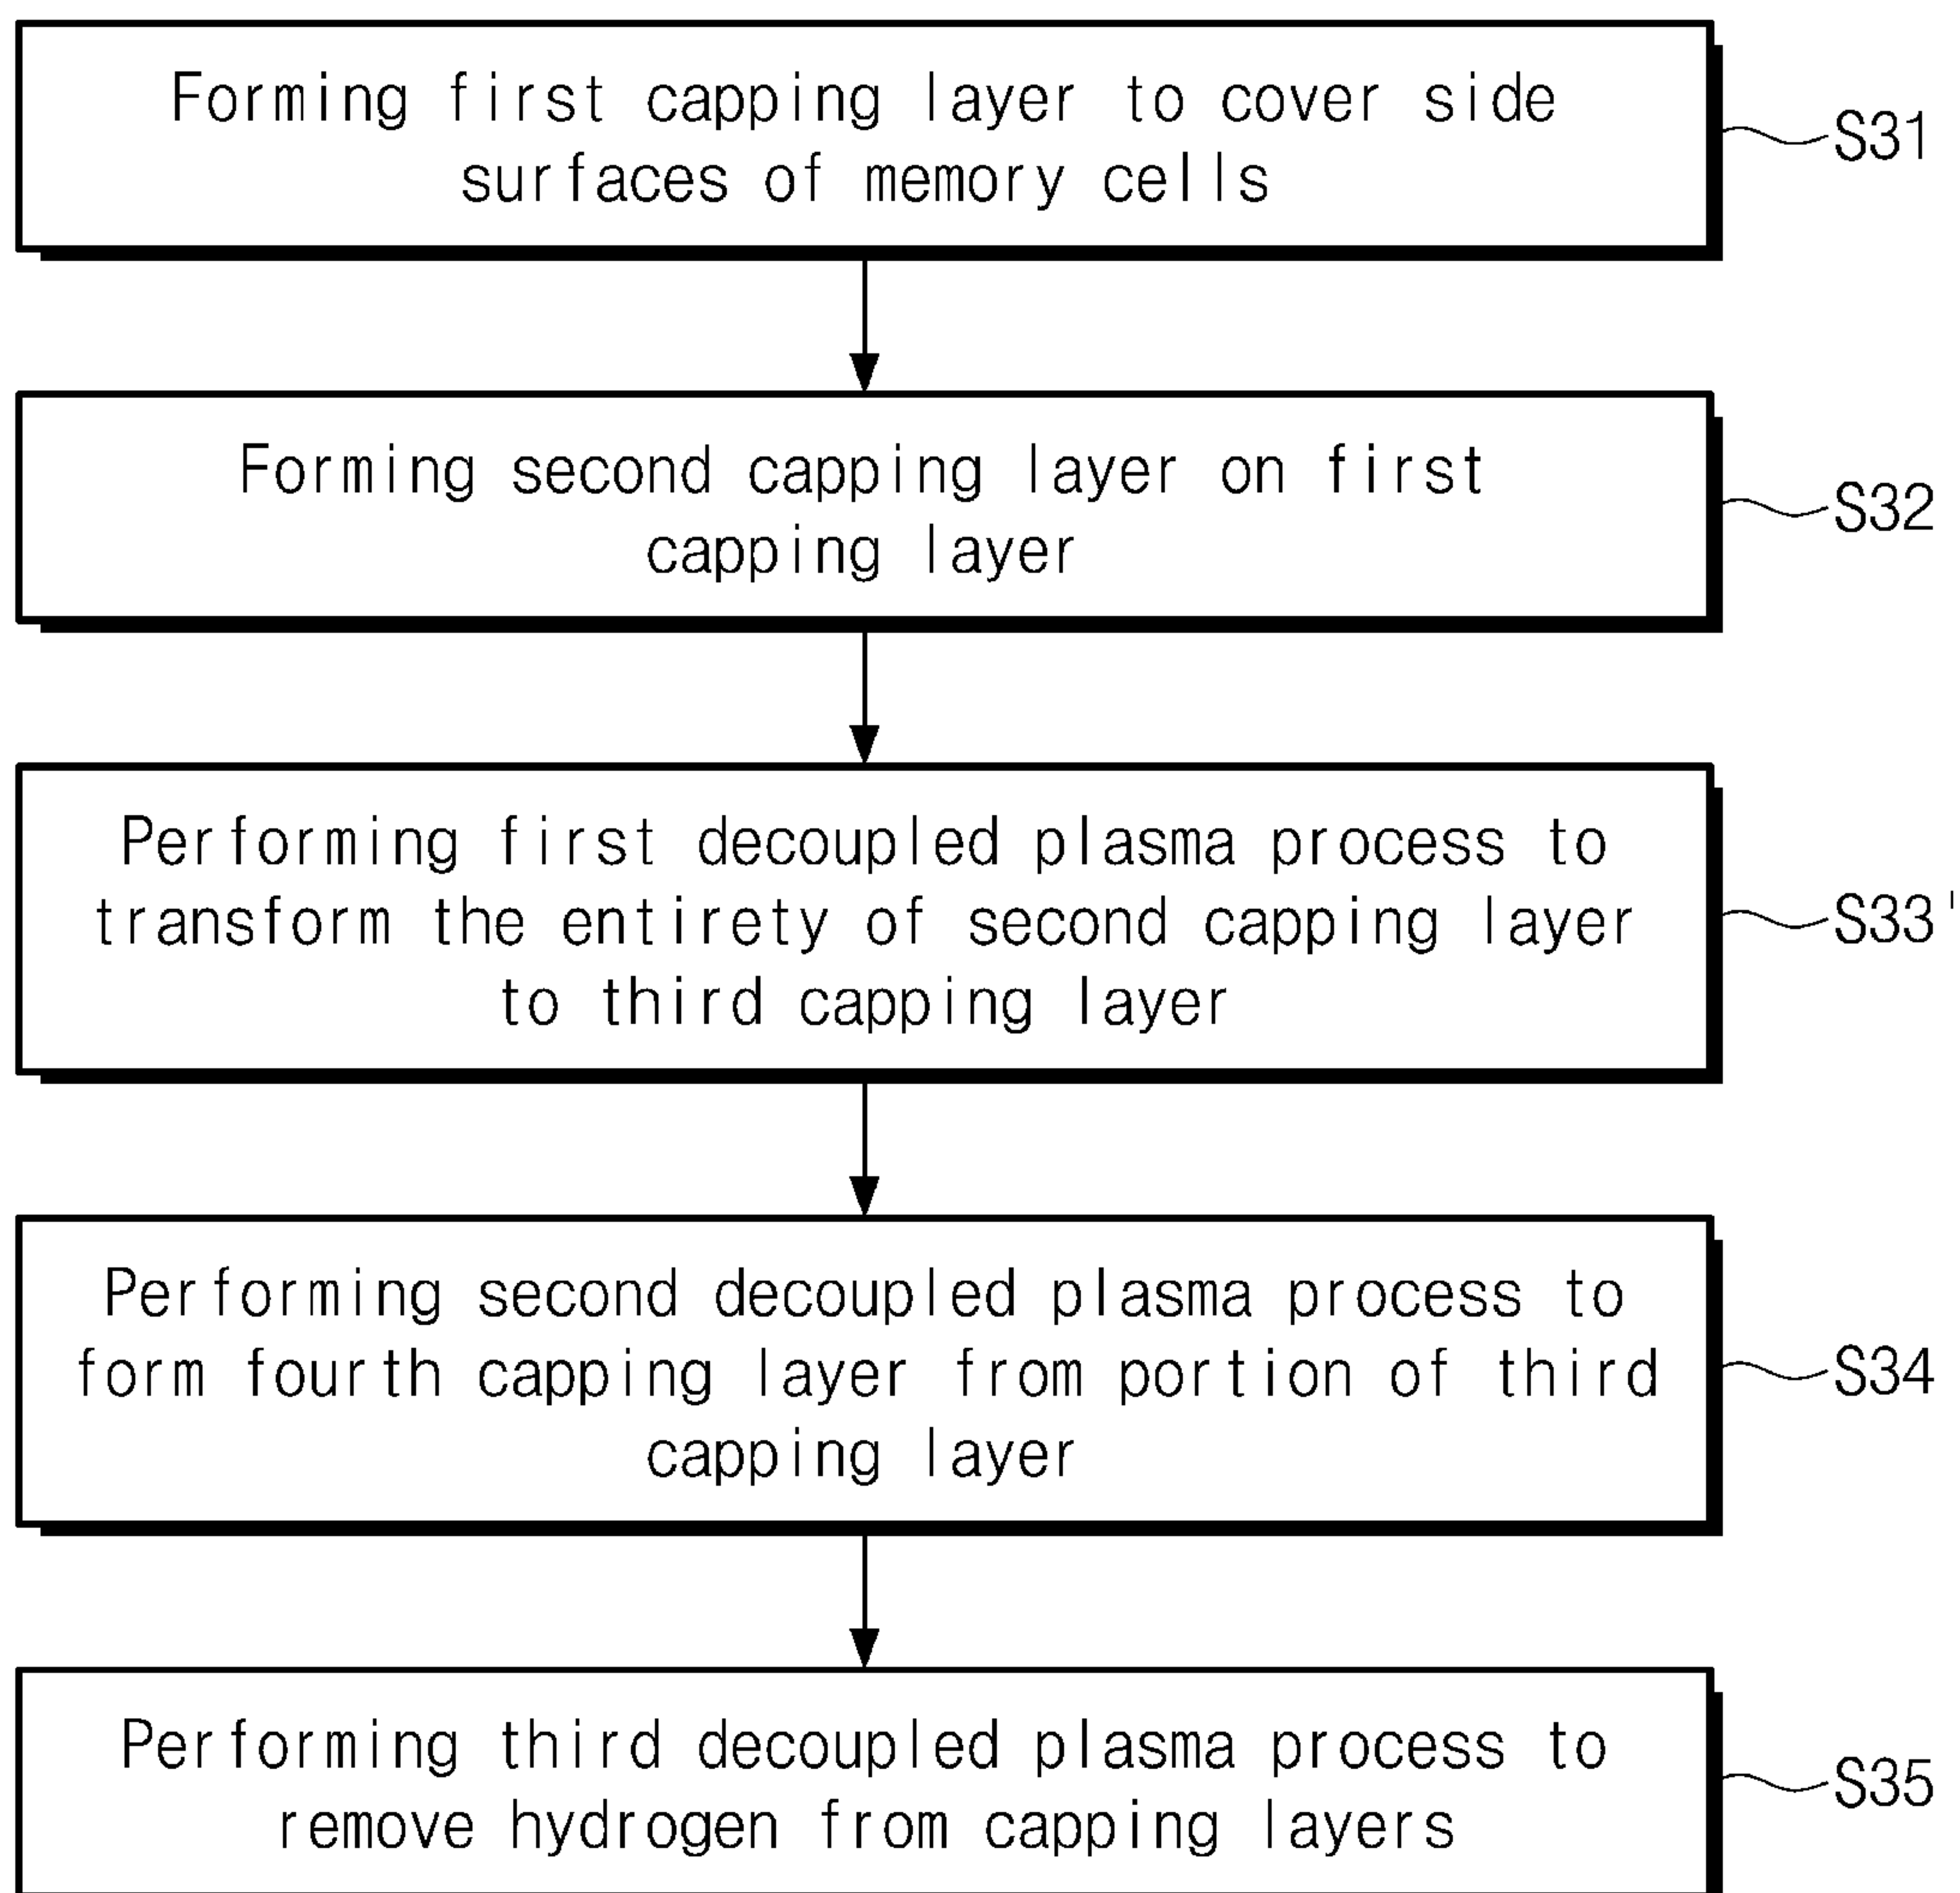 Forming first capping layer to cover side
surfaces of memory cells
S31
Forming second capping layer on first
capping layer
S32
Performing first decoupled plasma process to
transform the entirety of second capping layer
to third capping layer
S33'
Performing second decoupled plasma process to
form fourth capping layer from portion of third
capping layer
S34
Performing third decoupled plasma process to
remove hydrogen from capping layers
S35